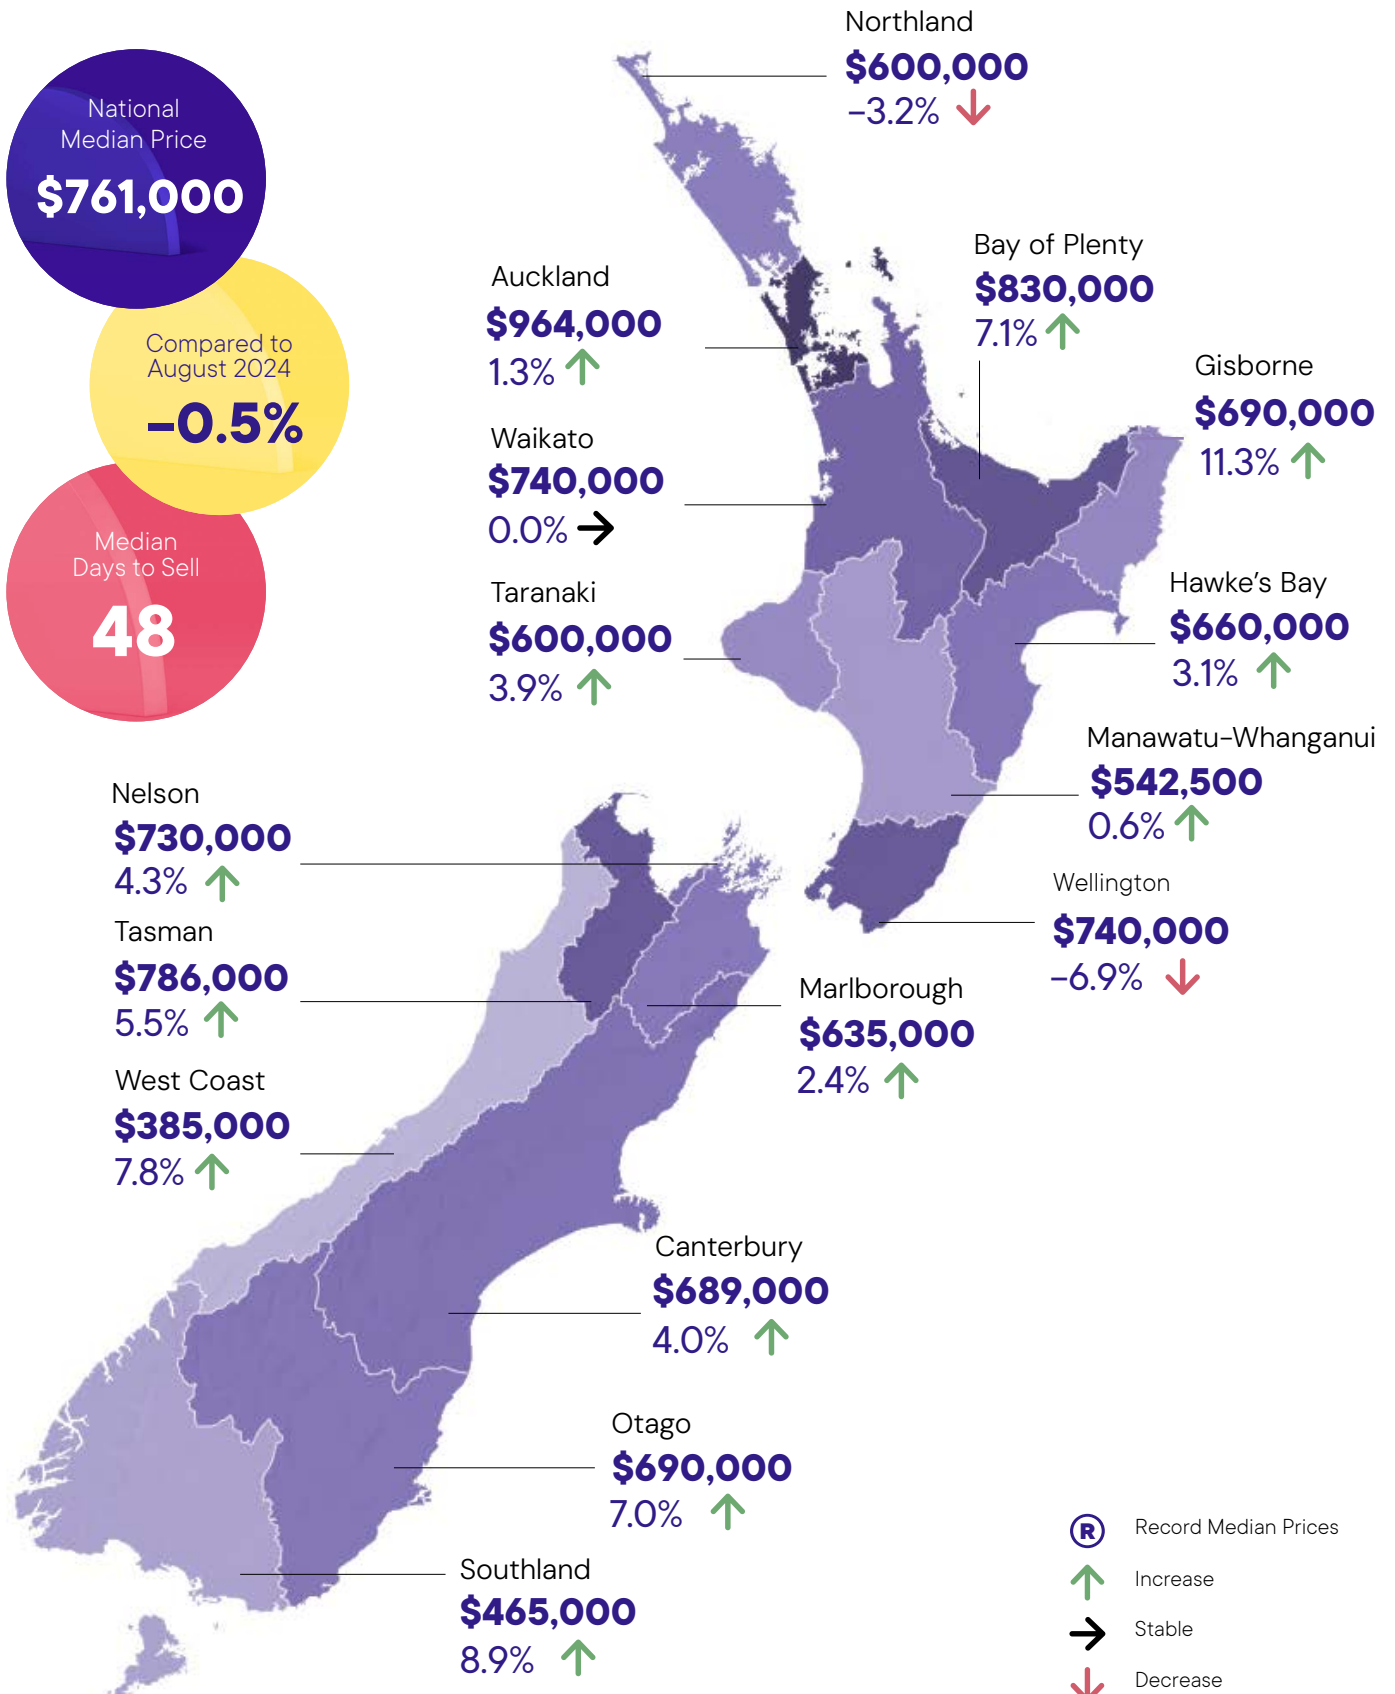 National
Median Price
$761,000
Compared to
August 2024
–0.5%
Median
Days to Sell
48
Northland
$600,000
–3.2%
Auckland
$964,000
1.3%
Bay of Plenty
$830,000
7.1%
Gisborne
$690,000
11.3%
Waikato
$740,000
0.0%
Taranaki
$600,000
3.9%
Hawke's Bay
$660,000
3.1%
Manawatu-Whanganui
$542,500
0.6%
Wellington
$740,000
–6.9%
Nelson
$730,000
4.3%
Tasman
$786,000
5.5%
West Coast
$385,000
7.8%
Marlborough
$635,000
2.4%
Canterbury
$689,000
4.0%
Otago
$690,000
7.0%
Southland
$465,000
8.9%
R Record Median Prices
Increase
Stable
Decrease